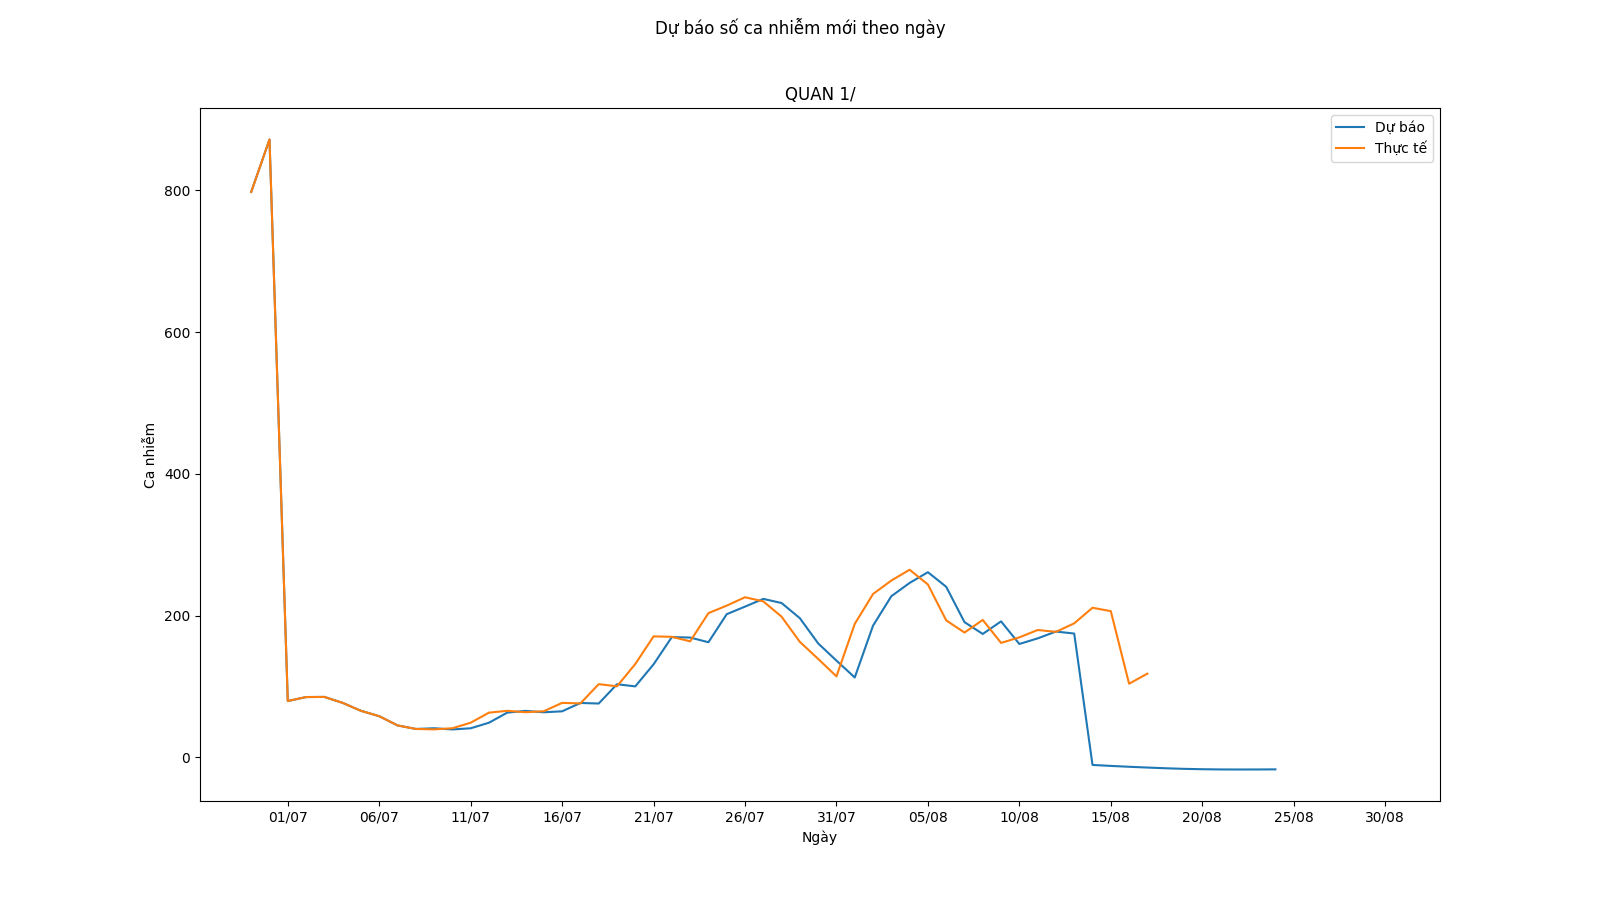 Dự báo số ca nhiễm mới theo ngày
QUAN 1/
Dự báo
Thực tế
Ca nhiễm
800
600
400
200
0
01/07 06/07 11/07 16/07 21/07 26/07 31/07 05/08 10/08 15/08 20/08 25/08 30/08
Ngày